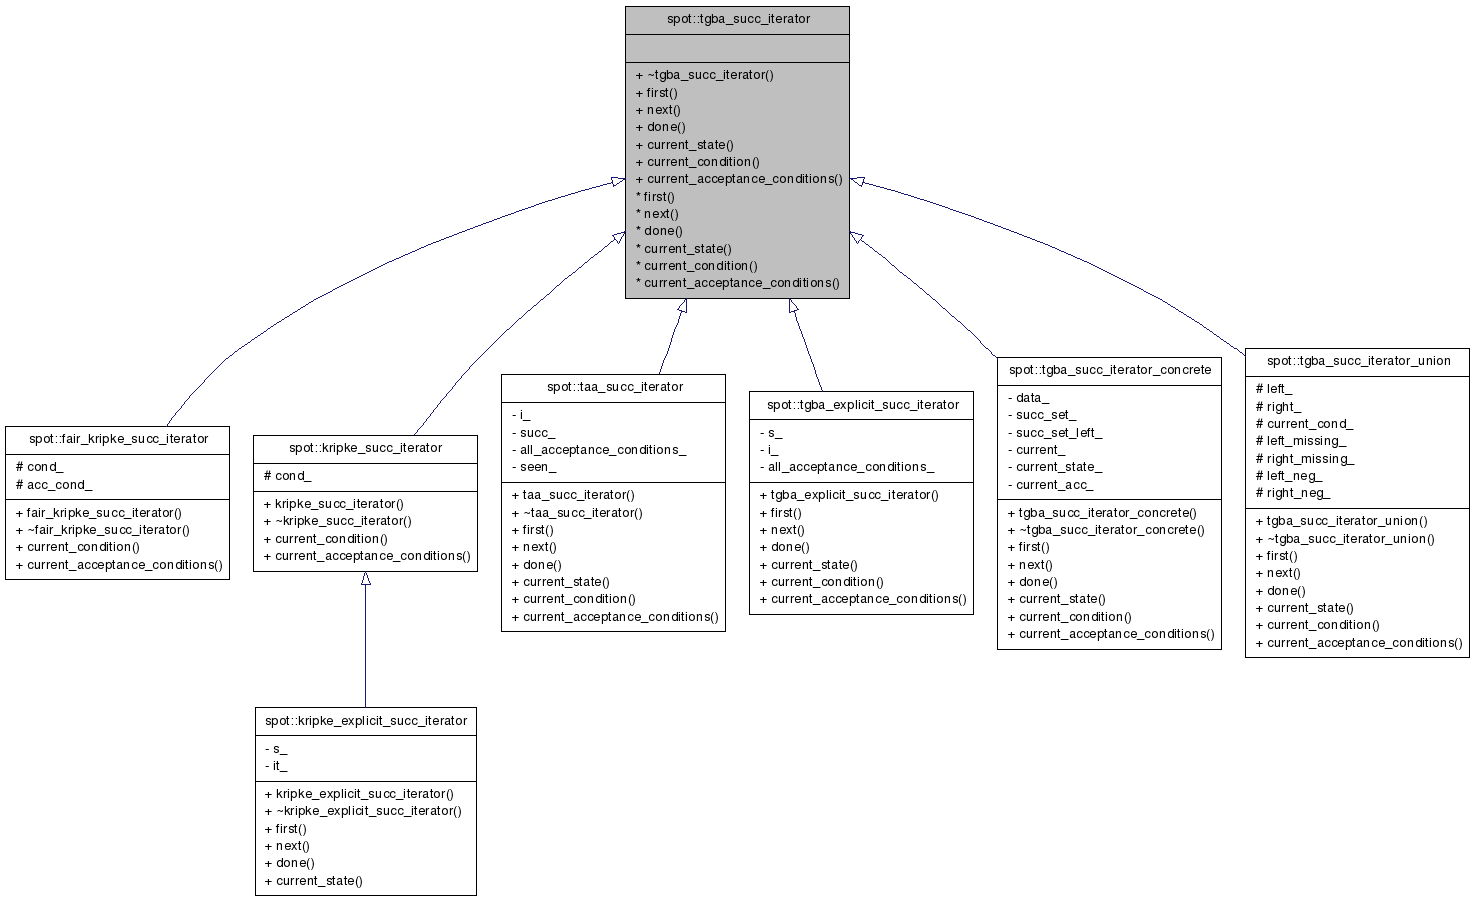 spot::tgba_succ_iterator
+ ~tgba_succ_iterator()
+ first()
+ next()
+ done()
+ current_state()
+ current_condition()
+ current_acceptance_conditions()
* first()
* next()
* done()
* current_state()
* current_condition()
* current_acceptance_conditions()
spot::fair_kripke_succ_iterator
# cond_
# acc_cond_
+ fair_kripke_succ_iterator()
+ ~fair_kripke_succ_iterator()
+ current_condition()
+ current_acceptance_conditions()
spot::kripke_succ_iterator
# cond_
+ kripke_succ_iterator()
+ ~kripke_succ_iterator()
+ current_condition()
+ current_acceptance_conditions()
spot::taa_succ_iterator
- i_
- succ_
- all_acceptance_conditions_
- seen_
+ taa_succ_iterator()
+ ~taa_succ_iterator()
+ first()
+ next()
+ done()
+ current_state()
+ current_condition()
+ current_acceptance_conditions()
spot::tgba_explicit_succ_iterator
- s_
- i_
- all_acceptance_conditions_
+ tgba_explicit_succ_iterator()
+ first()
+ next()
+ done()
+ current_state()
+ current_condition()
+ current_acceptance_conditions()
spot::tgba_succ_iterator_concrete
- data_
- succ_set_
- succ_set_left_
- current_
- current_state_
- current_acc_
+ tgba_succ_iterator_concrete()
+ ~tgba_succ_iterator_concrete()
+ first()
+ next()
+ done()
+ current_state()
+ current_condition()
+ current_acceptance_conditions()
spot::tgba_succ_iterator_union
# left_
# right_
# current_cond_
# left_missing_
# right_missing_
# left_neg_
# right_neg_
+ tgba_succ_iterator_union()
+ ~tgba_succ_iterator_union()
+ first()
+ next()
+ done()
+ current_state()
+ current_condition()
+ current_acceptance_conditions()
spot::kripke_explicit_succ_iterator
- s_
- it_
+ kripke_explicit_succ_iterator()
+ ~kripke_explicit_succ_iterator()
+ first()
+ next()
+ done()
+ current_state()